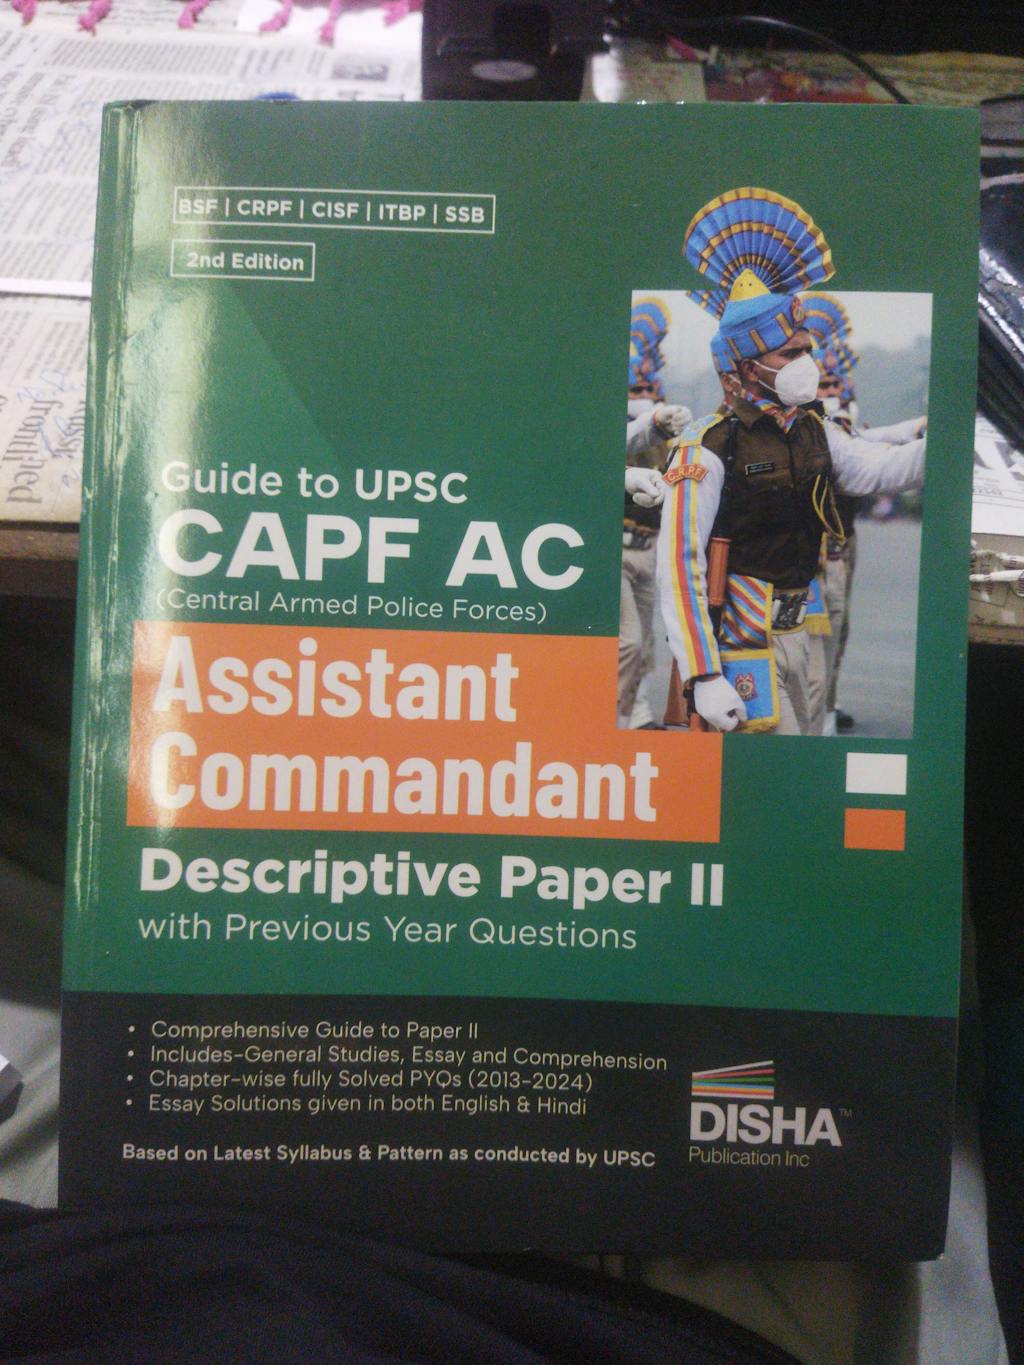 BSF | CRPF | CISF | ITBP | SSB
2nd Edition
C.R.P.F
Guide to UPSC
CAPF AC
(Central Armed Police Forces)
Assistant
Commandant
Descriptive Paper II
with Previous Year Questions
• Comprehensive Guide to Paper II
• Includes-General Studies, Essay and Comprehension
• Chapter-wise fully Solved PYQs (2013-2024)
• Essay Solutions given in both English & Hindi
Based on Latest Syllabus & Pattern as conducted by UPSC
DISHA™
Publication Inc